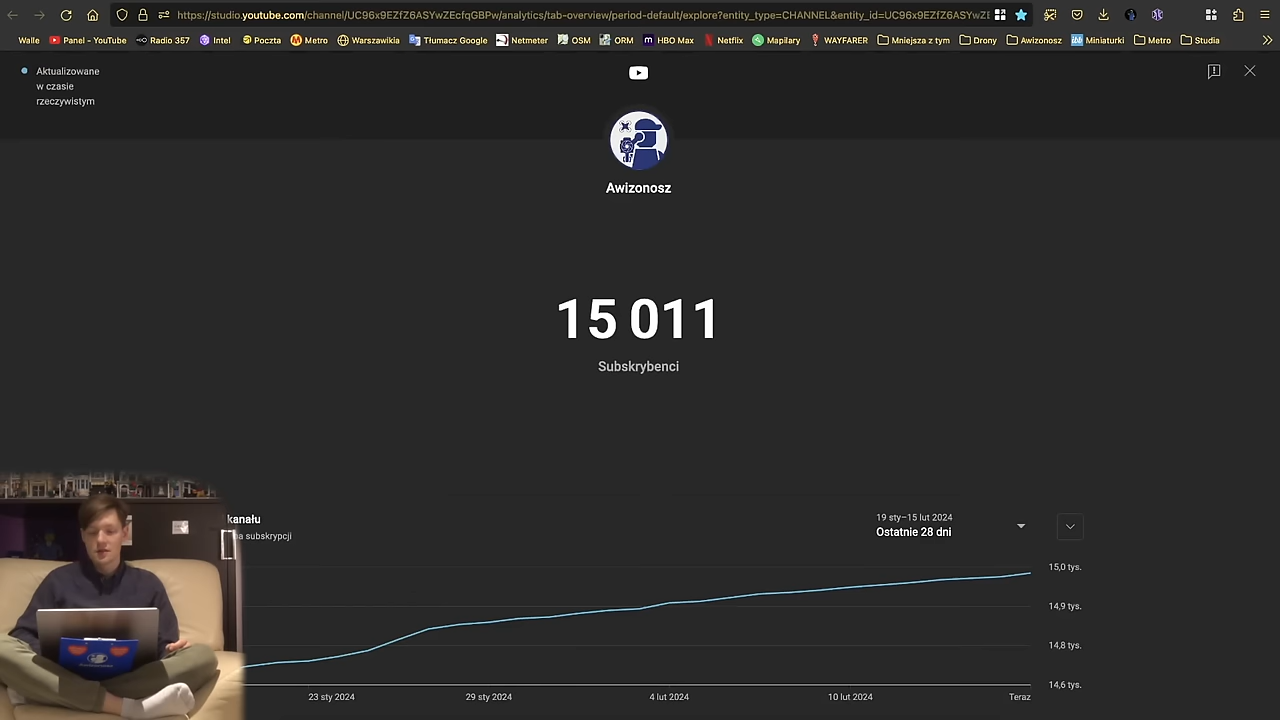 https://studio.youtube.com/channel/UC96x9EZfZ6ASYwZEcfqGBPw/analytics/tab-overview/period-default/explore?entity_type=CHANNEL&entity_id=UC96x9EZfZ6ASYwZE
Walle Panel - YouTube Radio 357 Intel Poczta Metro Warszawikia Tłumacz Google Netmeter OSM ORM HBO Max Netflix Mapilary WAYFARER Mniejsza z tym Drony Awizonosz Miniaturki Metro Studia
Aktualizowane
w czasie
rzeczywistym
Awizonosz
15 011
Subskrybenci
kanału
na subskrypcji
19 sty–15 lut 2024
Ostatnie 28 dni
15,0 tys.
14,9 tys.
14,8 tys.
14,6 tys.
23 sty 2024 29 sty 2024 4 lut 2024 10 lut 2024 Teraz